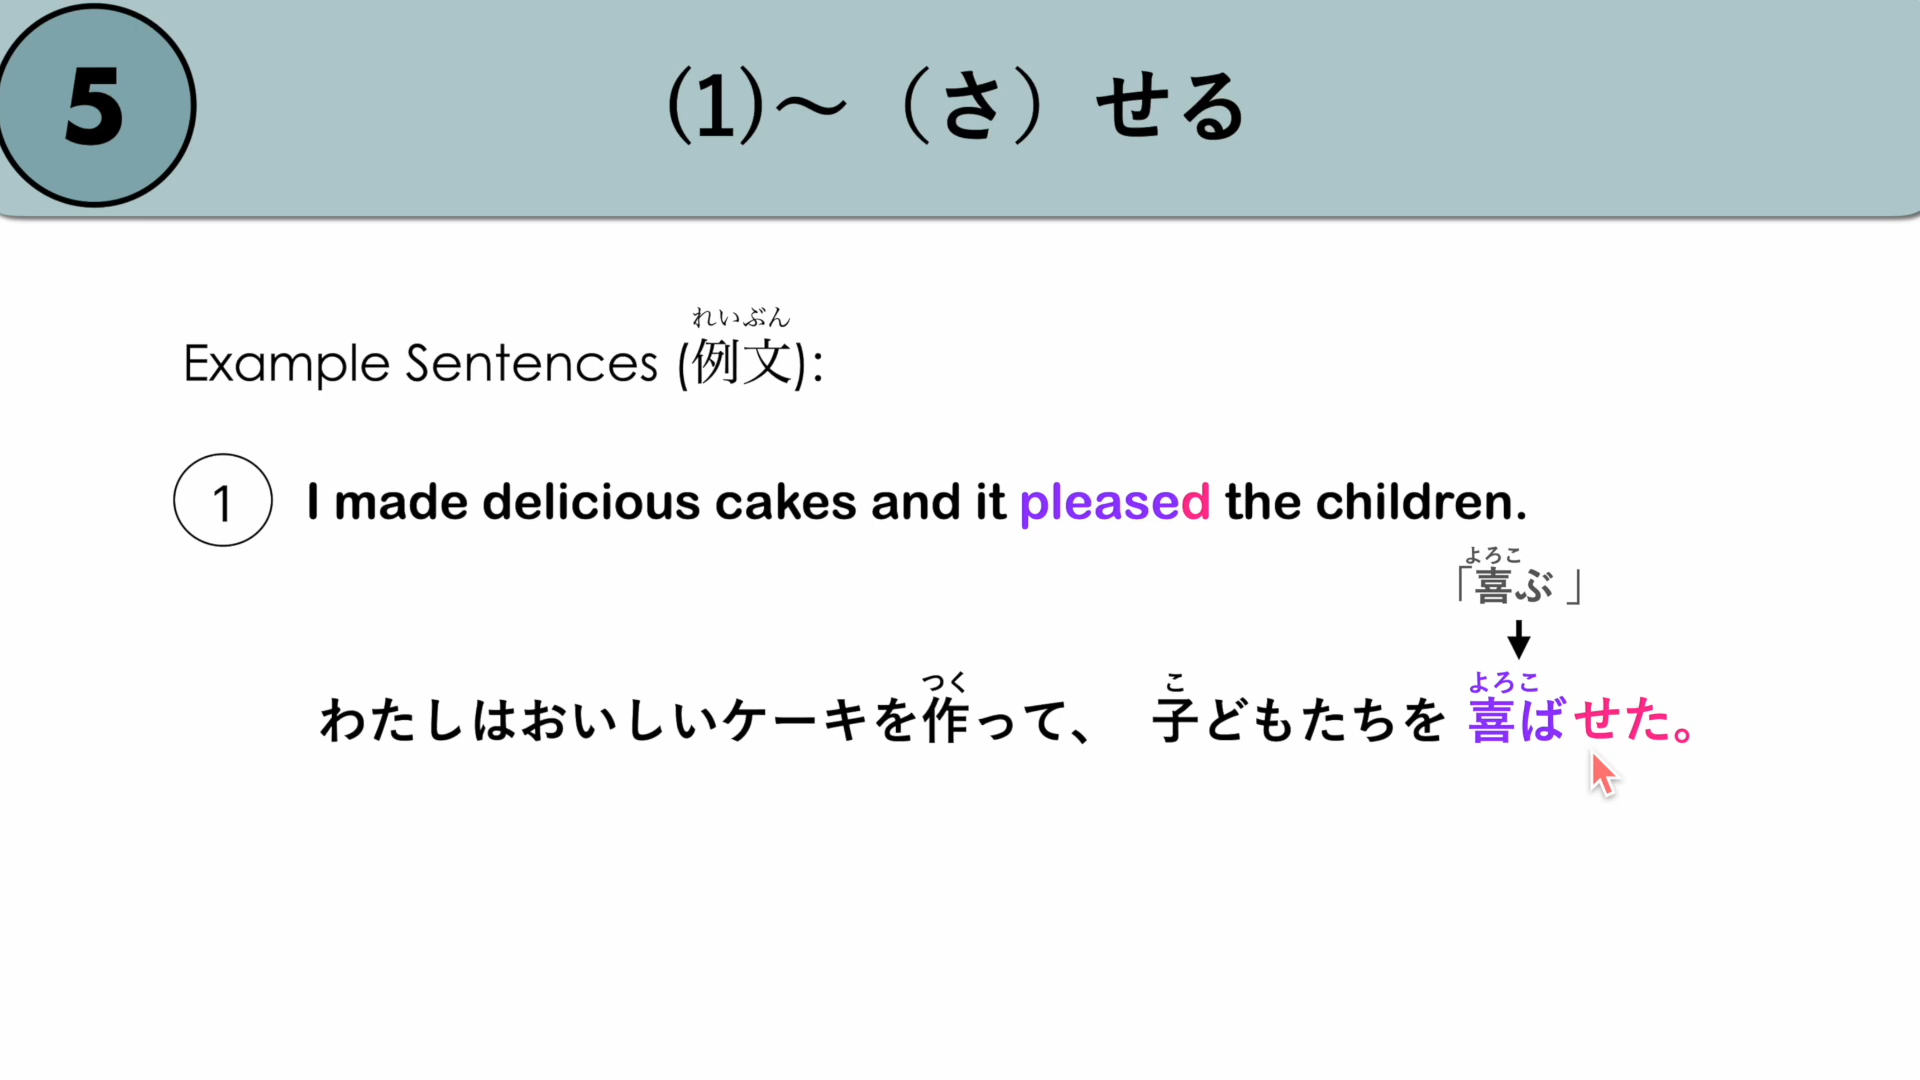 5
(1)～（さ）せる
れいぶん
Example Sentences (例文):
1 I made delicious cakes and it pleased the children.
よろこ
「喜ぶ」
つく こ よろこ
わたしはおいしいケーキを作って、 子どもたちを 喜ばせた。